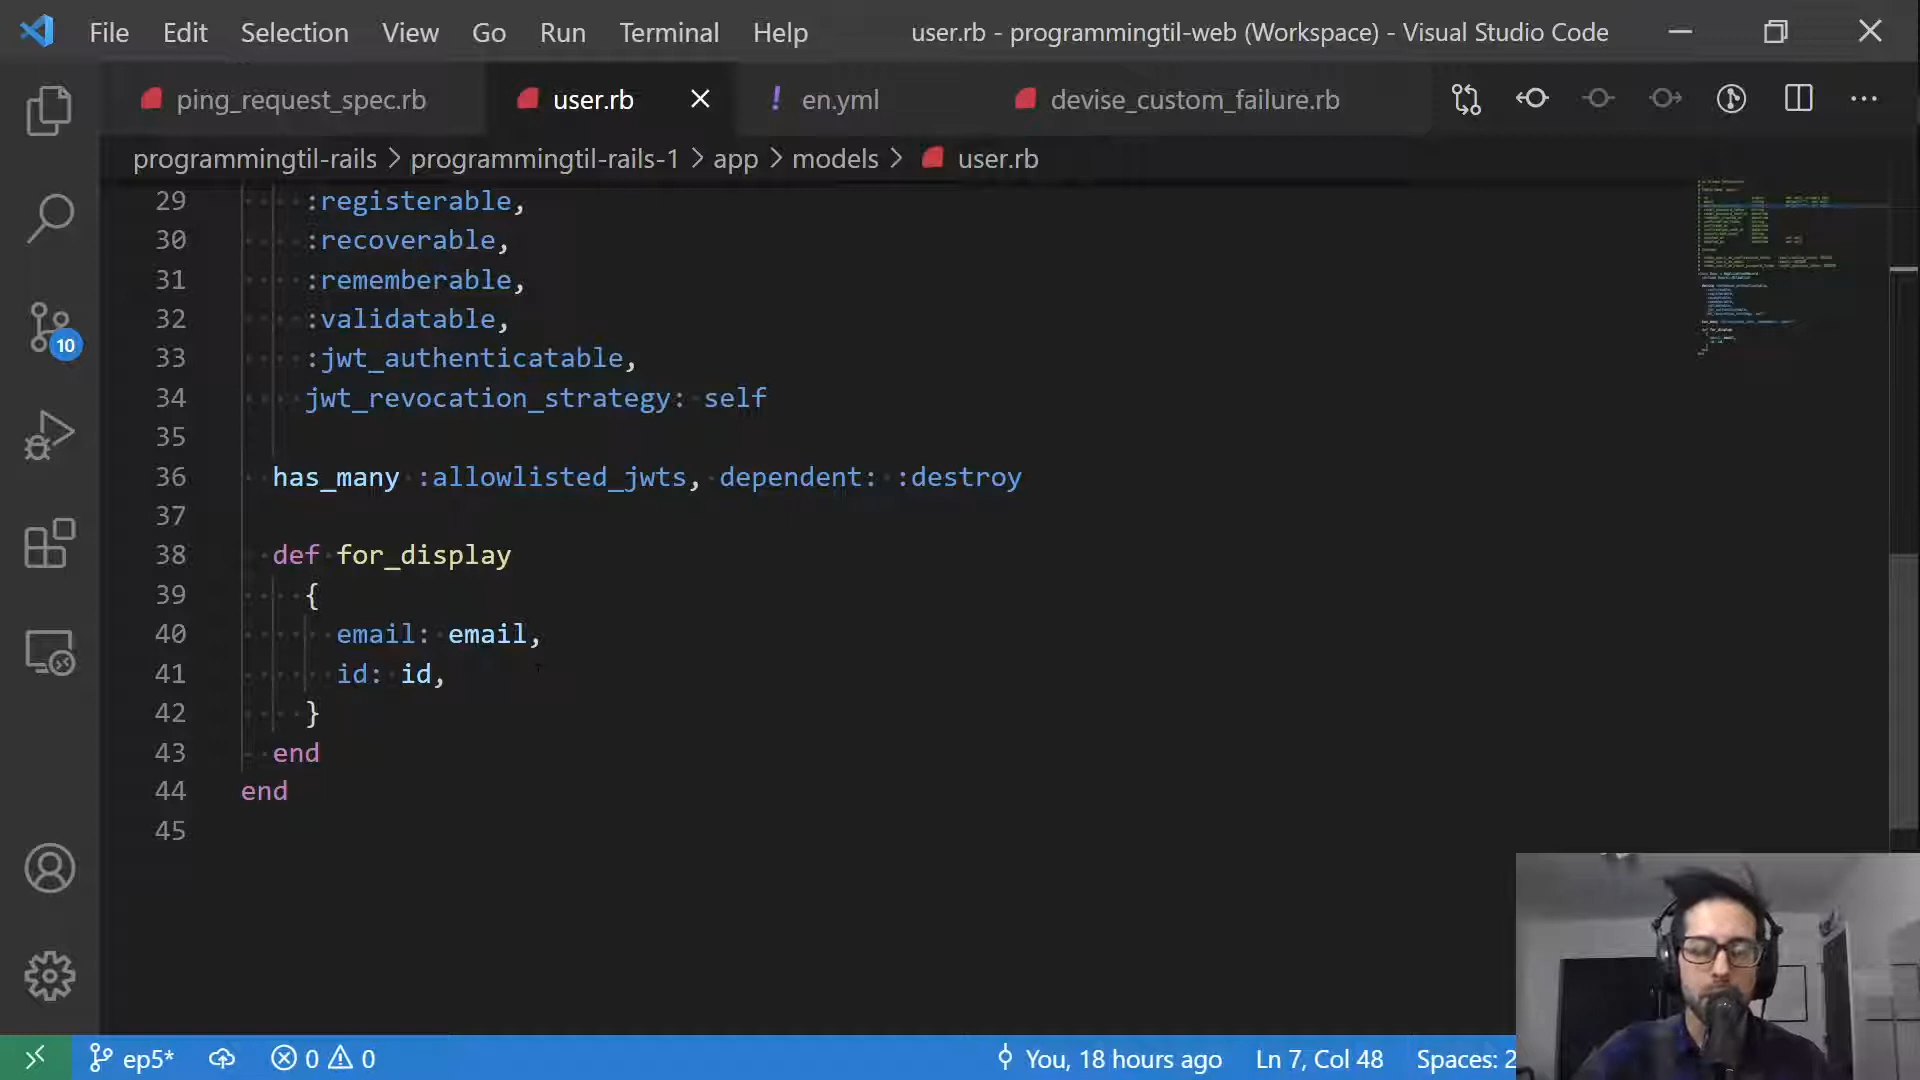 File Edit Selection View Go Run Terminal Help user.rb - programmingtil-web (Workspace) - Visual Studio Code
ping_request_spec.rb user.rb en.yml devise_custom_failure.rb
programmingtil-rails > programmingtil-rails-1 > app > models > user.rb
29 :registerable,
30 :recoverable,
31 :rememberable,
32 :validatable,
33 :jwt_authenticatable,
34 jwt_revocation_strategy: self
35
36 has_many :allowlisted_jwts, dependent: :destroy
37
38 def for_display
39 {
40 email: email,
41 id: id,
42 }
43 end
44 end
45
10
ep5* 0 0 You, 18 hours ago Ln 7, Col 48 Spaces: 2